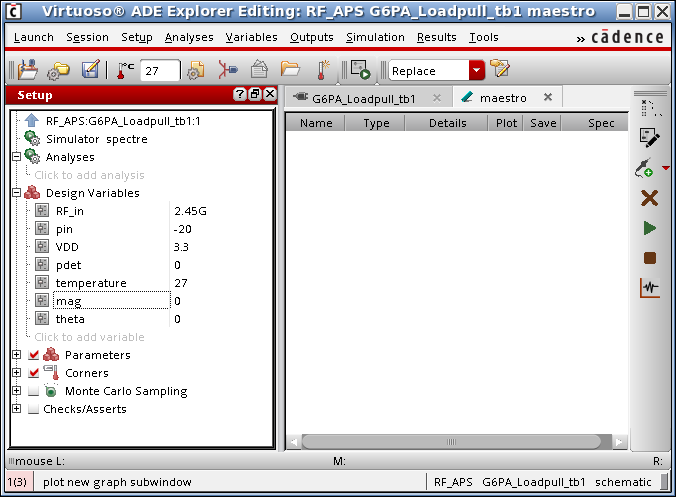 Virtuoso® ADE Explorer Editing: RF_APS G6PA_Loadpull_tb1 maestro
Launch Session Setup Analyses Variables Outputs Simulation Results Tools » cādence
°C 27 Replace
Setup ?
G6PA_Loadpull_tb1 maestro
Name Type Details Plot Save Spec
RF_APS:G6PA_Loadpull_tb1:1
Simulator spectre
Analyses
Click to add analysis
Design Variables
RF_in 2.45G
pin -20
VDD 3.3
pdet 0
temperature 27
mag 0
theta 0
Click to add variable
Parameters
Corners
Monte Carlo Sampling
Checks/Asserts
mouse L: M: R:
1(3) plot new graph subwindow RF_APS G6PA_Loadpull_tb1 schematic